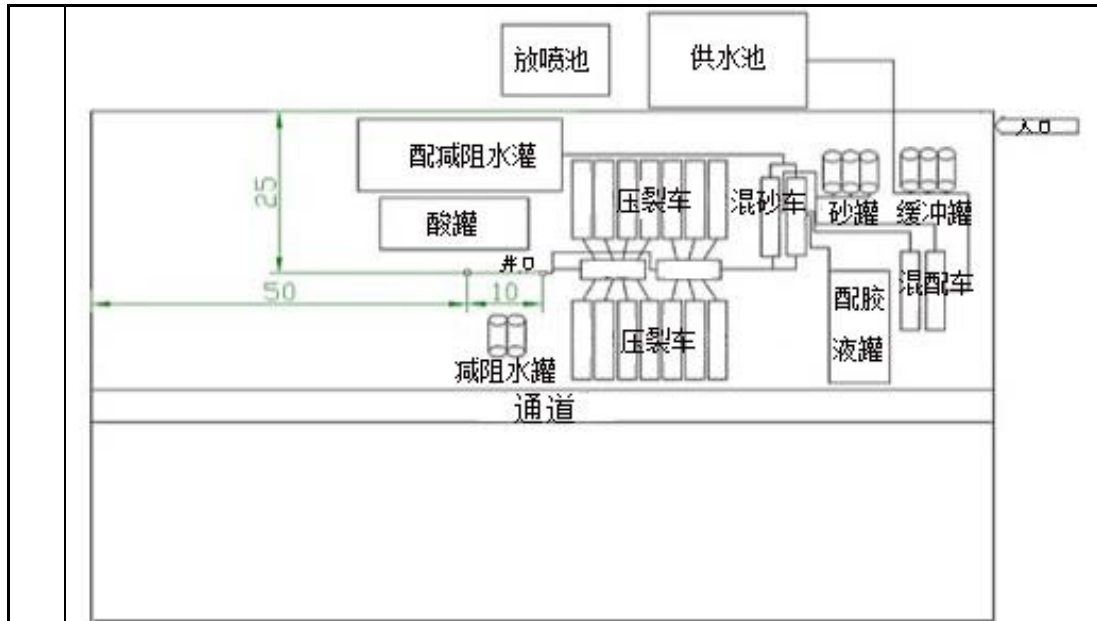 放喷池
供水池
入口
配减阻水灌
压裂车
混砂车
砂罐
缓冲罐
25
酸罐
井口
50
10
混配车
配胶
液罐
减阻水罐
压裂车
通道